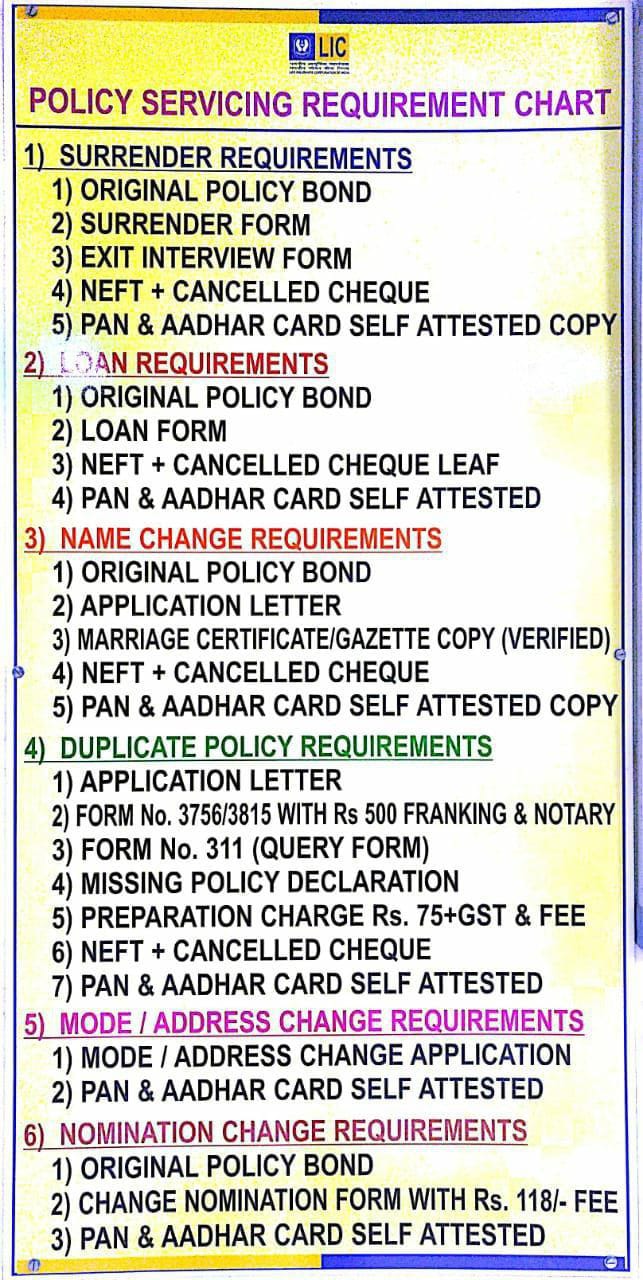 LIC
LIFE INSURANCE CORPORATION OF INDIA
POLICY SERVICING REQUIREMENT CHART
1) SURRENDER REQUIREMENTS
1) ORIGINAL POLICY BOND
2) SURRENDER FORM
3) EXIT INTERVIEW FORM
4) NEFT + CANCELLED CHEQUE
5) PAN & AADHAR CARD SELF ATTESTED COPY
2) LOAN REQUIREMENTS
1) ORIGINAL POLICY BOND
2) LOAN FORM
3) NEFT + CANCELLED CHEQUE LEAF
4) PAN & AADHAR CARD SELF ATTESTED
3) NAME CHANGE REQUIREMENTS
1) ORIGINAL POLICY BOND
2) APPLICATION LETTER
3) MARRIAGE CERTIFICATE/GAZETTE COPY (VERIFIED)
4) NEFT + CANCELLED CHEQUE
5) PAN & AADHAR CARD SELF ATTESTED COPY
4) DUPLICATE POLICY REQUIREMENTS
1) APPLICATION LETTER
2) FORM No. 3756/3815 WITH Rs 500 FRANKING & NOTARY
3) FORM No. 311 (QUERY FORM)
4) MISSING POLICY DECLARATION
5) PREPARATION CHARGE Rs. 75+GST & FEE
6) NEFT + CANCELLED CHEQUE
7) PAN & AADHAR CARD SELF ATTESTED
5) MODE / ADDRESS CHANGE REQUIREMENTS
1) MODE / ADDRESS CHANGE APPLICATION
2) PAN & AADHAR CARD SELF ATTESTED
6) NOMINATION CHANGE REQUIREMENTS
1) ORIGINAL POLICY BOND
2) CHANGE NOMINATION FORM WITH Rs. 118/- FEE
3) PAN & AADHAR CARD SELF ATTESTED